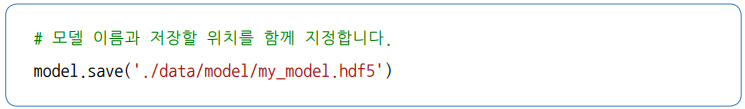 # 모델 이름과 저장할 위치를 함께 지정합니다.
model.save('./data/model/my_model.hdf5')